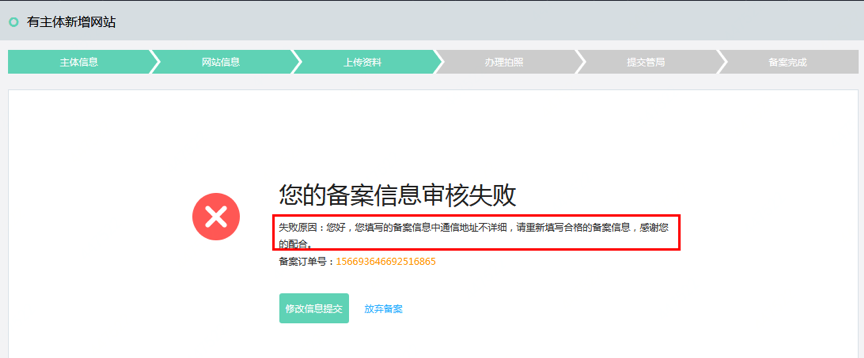 有主体新增网站
主体信息
网站信息
上传资料
办理拍照
提交管局
备案完成
您的备案信息审核失败
失败原因：您好，您填写的备案信息中通信地址不详细，请重新填写合格的备案信息，感谢您
的配合。
备案订单号：156693646692516865
修改信息提交
放弃备案